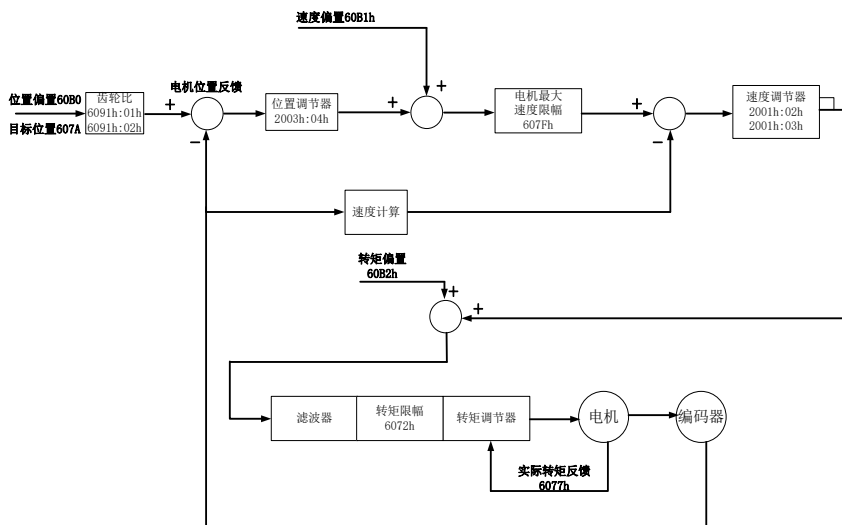 速度偏置60B1h
+
位置偏置60B0
目标位置607A
齿轮比
6091h:01h
6091h:02h
+
电机位置反馈
−
位置调节器
2003h:04h
+
电机最大
速度限幅
607Fh
+
−
速度调节器
2001h:02h
2001h:03h
速度计算
转矩偏置
60B2h
+
+
滤波器
转矩限幅
6072h
转矩调节器
电机
编码器
实际转矩反馈
6077h